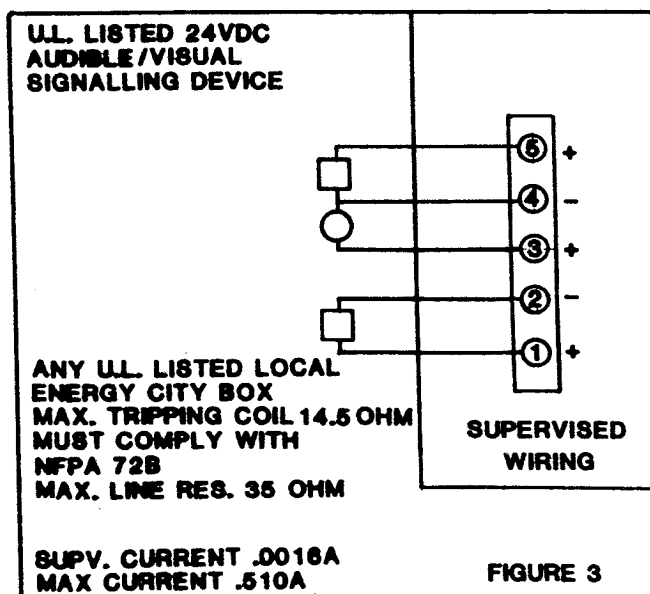 U.L. LISTED 24VDC
AUDIBLE/VISUAL
SIGNALLING DEVICE
5 +
4 -
3 +
2 -
1 +
ANY U.L. LISTED LOCAL
ENERGY CITY BOX
MAX. TRIPPING COIL 14.5 OHM
MUST COMPLY WITH
NFPA 72B
MAX. LINE RES. 35 OHM
SUPERVISED
WIRING
SUPV. CURRENT .0016A
MAX CURRENT .510A
FIGURE 3